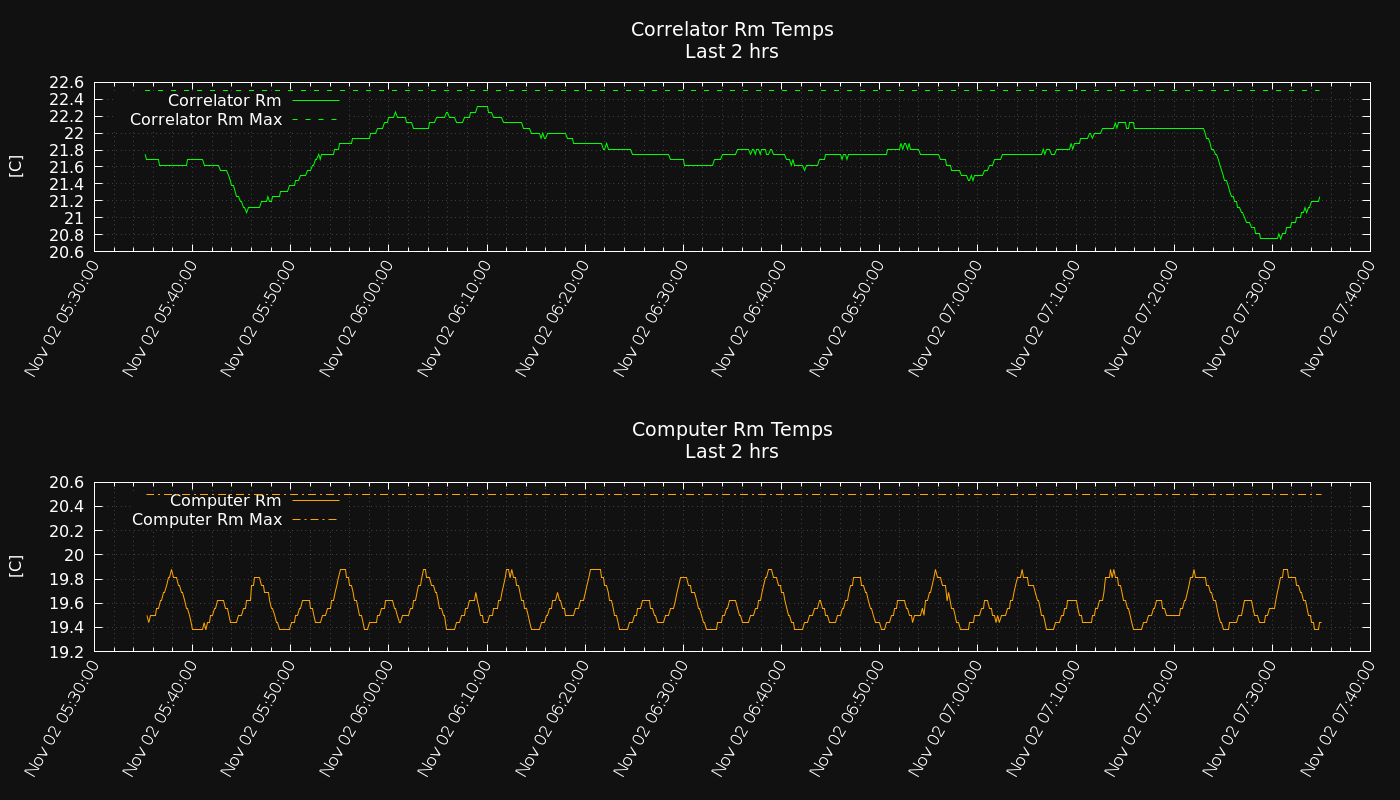 Correlator Rm Temps
Last 2 hrs
22.6
22.4
22.2
22
21.8
21.6
21.4
21.2
21
20.8
20.6
[C]
Correlator Rm
Correlator Rm Max
Nov 02 05:30:00
Nov 02 05:40:00
Nov 02 05:50:00
Nov 02 06:00:00
Nov 02 06:10:00
Nov 02 06:20:00
Nov 02 06:30:00
Nov 02 06:40:00
Nov 02 06:50:00
Nov 02 07:00:00
Nov 02 07:10:00
Nov 02 07:20:00
Nov 02 07:30:00
Nov 02 07:40:00
Computer Rm Temps
Last 2 hrs
20.6
20.4
20.2
20
19.8
19.6
19.4
19.2
[C]
Computer Rm
Computer Rm Max
Nov 02 05:30:00
Nov 02 05:40:00
Nov 02 05:50:00
Nov 02 06:00:00
Nov 02 06:10:00
Nov 02 06:20:00
Nov 02 06:30:00
Nov 02 06:40:00
Nov 02 06:50:00
Nov 02 07:00:00
Nov 02 07:10:00
Nov 02 07:20:00
Nov 02 07:30:00
Nov 02 07:40:00